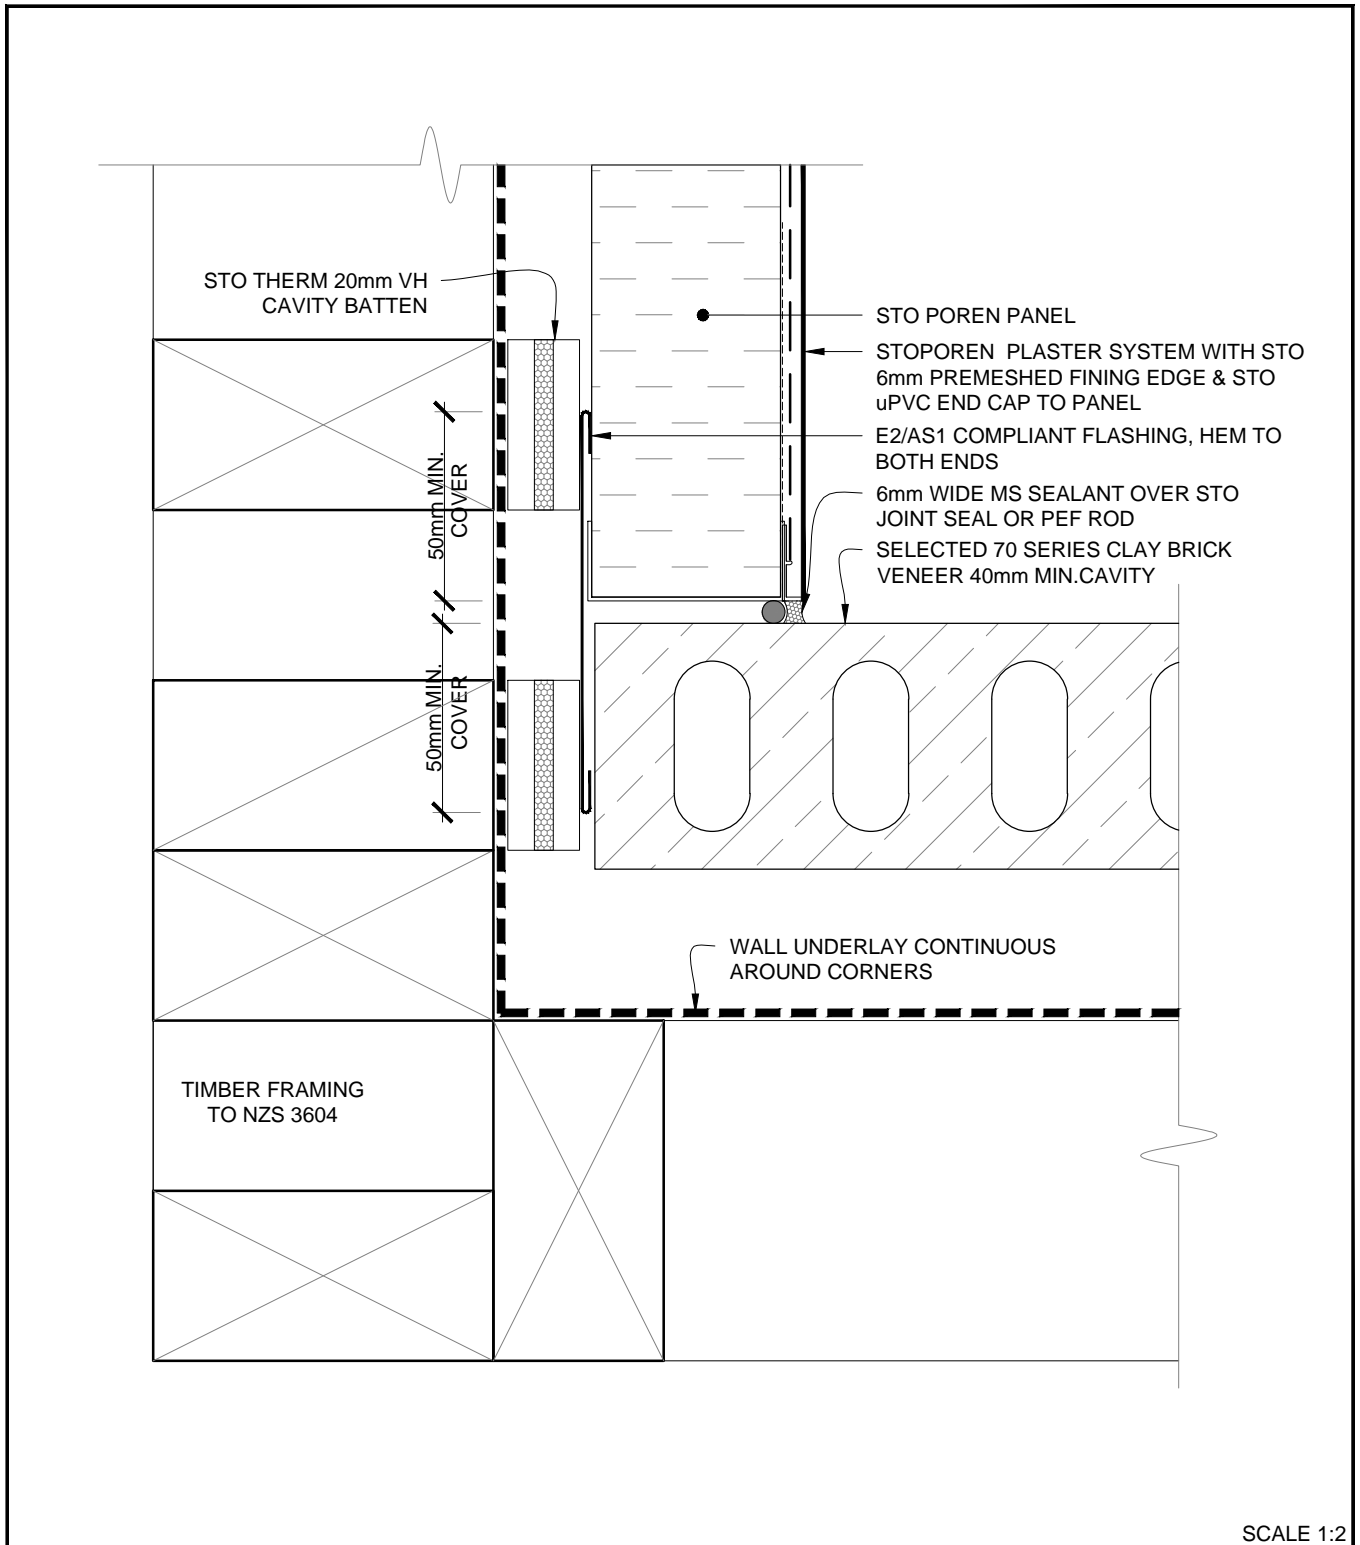 STO THERM 20mm VH
CAVITY BATTEN
STO POREN PANEL
STOPOREN PLASTER SYSTEM WITH STO
6mm PREMESHED FINING EDGE & STO
uPVC END CAP TO PANEL
E2/AS1 COMPLIANT FLASHING, HEM TO
BOTH ENDS
6mm WIDE MS SEALANT OVER STO
JOINT SEAL OR PEF ROD
SELECTED 70 SERIES CLAY BRICK
VENEER 40mm MIN.CAVITY
50mm MIN.
COVER
50mm MIN.
COVER
WALL UNDERLAY CONTINUOUS
AROUND CORNERS
TIMBER FRAMING
TO NZS 3604
SCALE 1:2